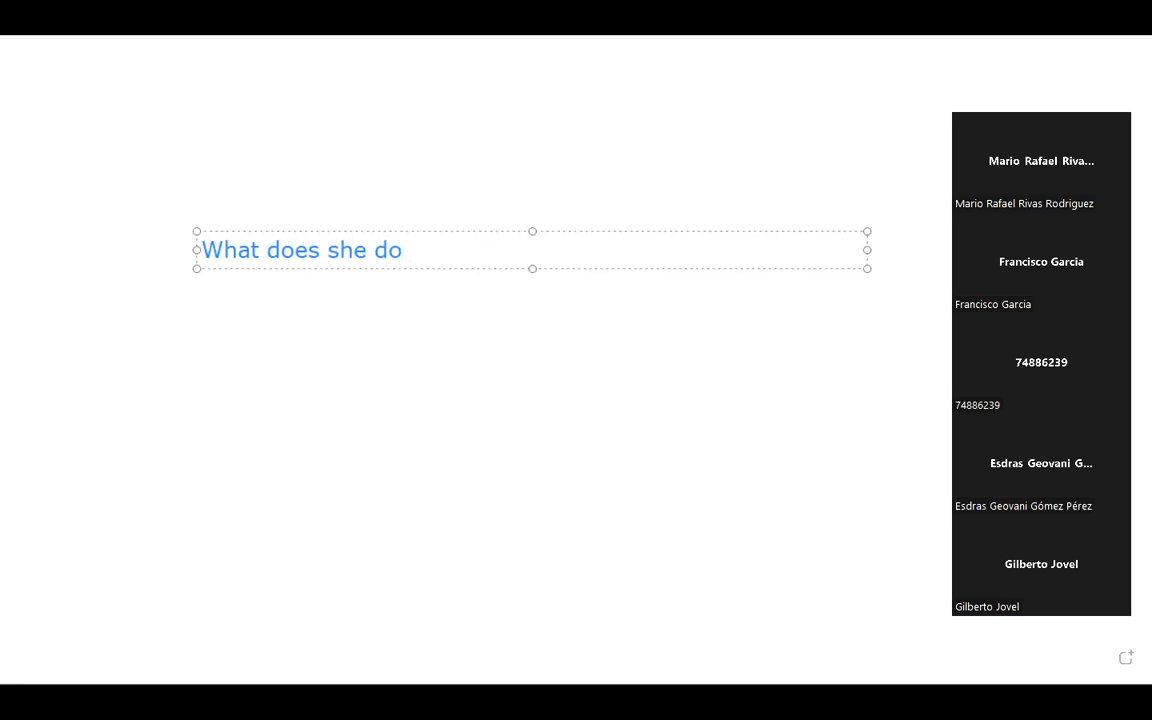 What does she do
Mario Rafael Riva...
Mario Rafael Rivas Rodriguez
Francisco Garcia
Francisco Garcia
74886239
74886239
Esdras Geovani G...
Esdras Geovani Gómez Pérez
Gilberto Jovel
Gilberto Jovel